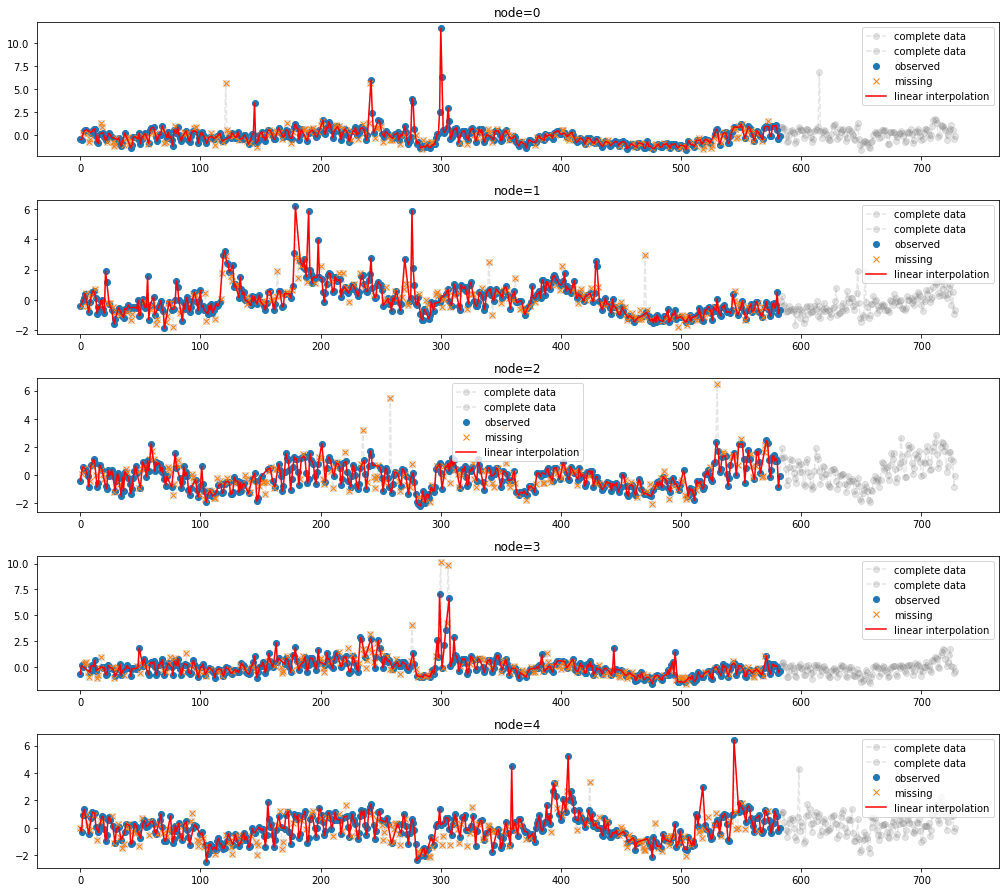 node=0
10.0
7.5
5.0
2.5
0.0
complete data
complete data
observed
missing
linear interpolation
0 100 200 300 400 500 600 700
node=1
6
4
2
0
−2
complete data
complete data
observed
missing
linear interpolation
0 100 200 300 400 500 600 700
node=2
6
4
2
0
−2
complete data
complete data
observed
missing
linear interpolation
0 100 200 300 400 500 600 700
node=3
10.0
7.5
5.0
2.5
0.0
complete data
complete data
observed
missing
linear interpolation
0 100 200 300 400 500 600 700
node=4
6
4
2
0
−2
complete data
complete data
observed
missing
linear interpolation
0 100 200 300 400 500 600 700